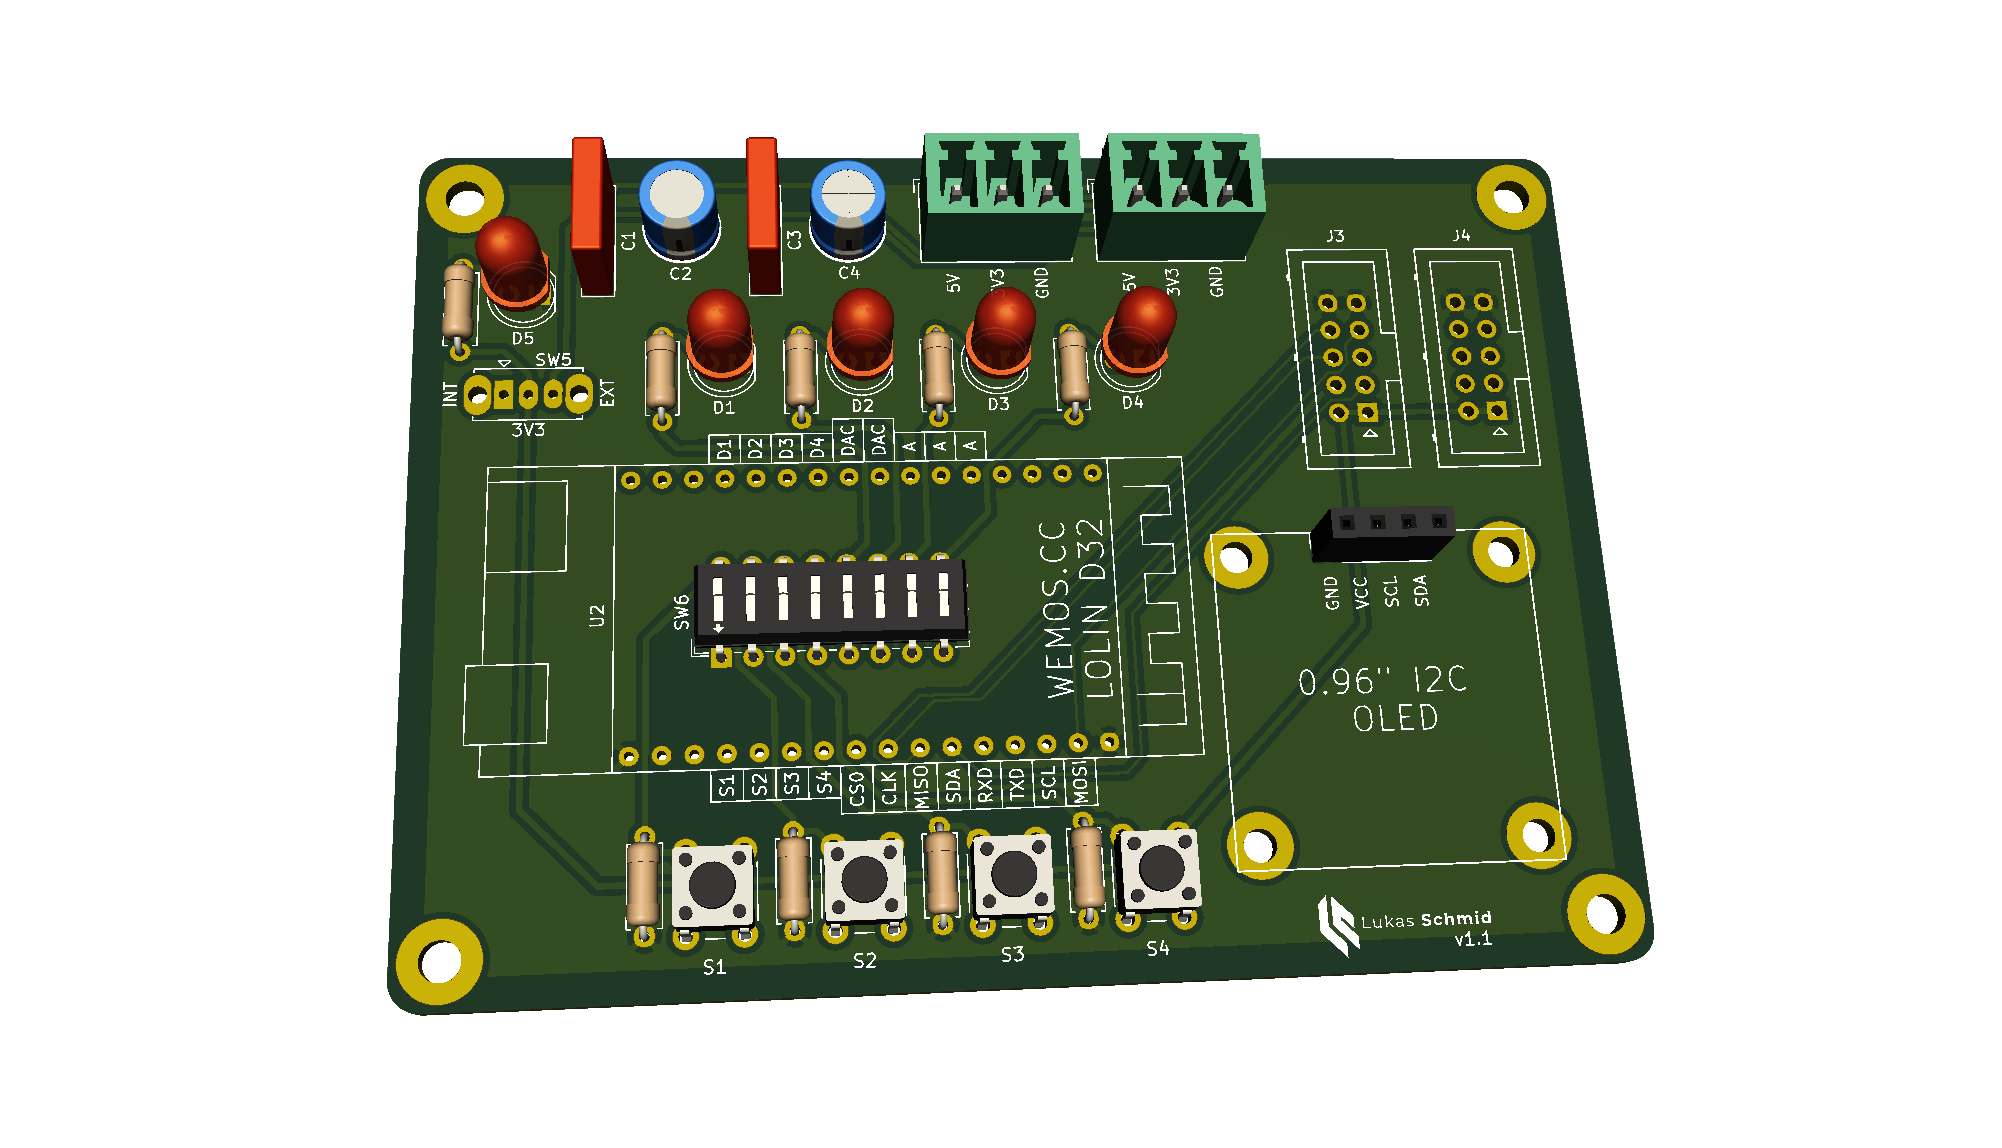 J3
J4
C1
C2
C3
C4
5V
3V3
GND
5V
3V3
GND
D5
SW5
INT
EXT
3V3
D1
D2
D3
D4
D1
D2
D3
D4
DAC
DAC
A
A
A
U2
SW6
WEMOS.CC
LOLIN D32
GND
VCC
SCL
SDA
0.96" I2C
OLED
S1
S2
S3
S4
CS0
CLK
MISO
SDA
RXD
TXD
SCL
MOSI
S1
S2
S3
S4
Lukas Schmid
v1.1